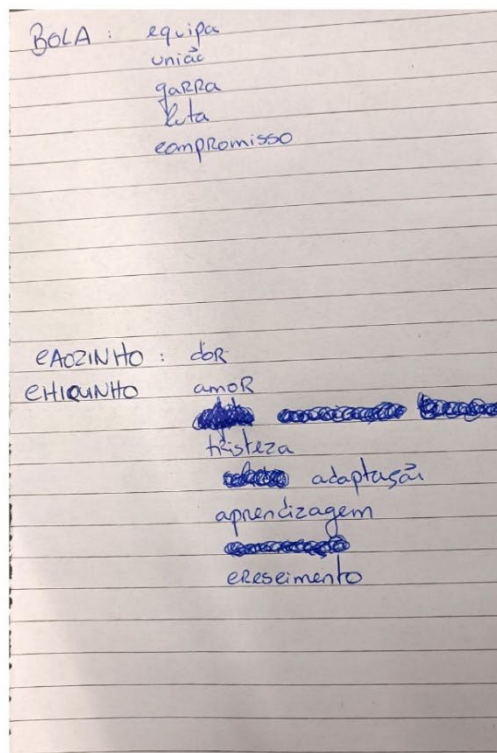 BOLA : equipa
união
gaRRa
luta
compRomisso
CAOZINHO : doR
CHIQUINHO amoR
tRisteza
adaptação
aprendizagem
cRescimento